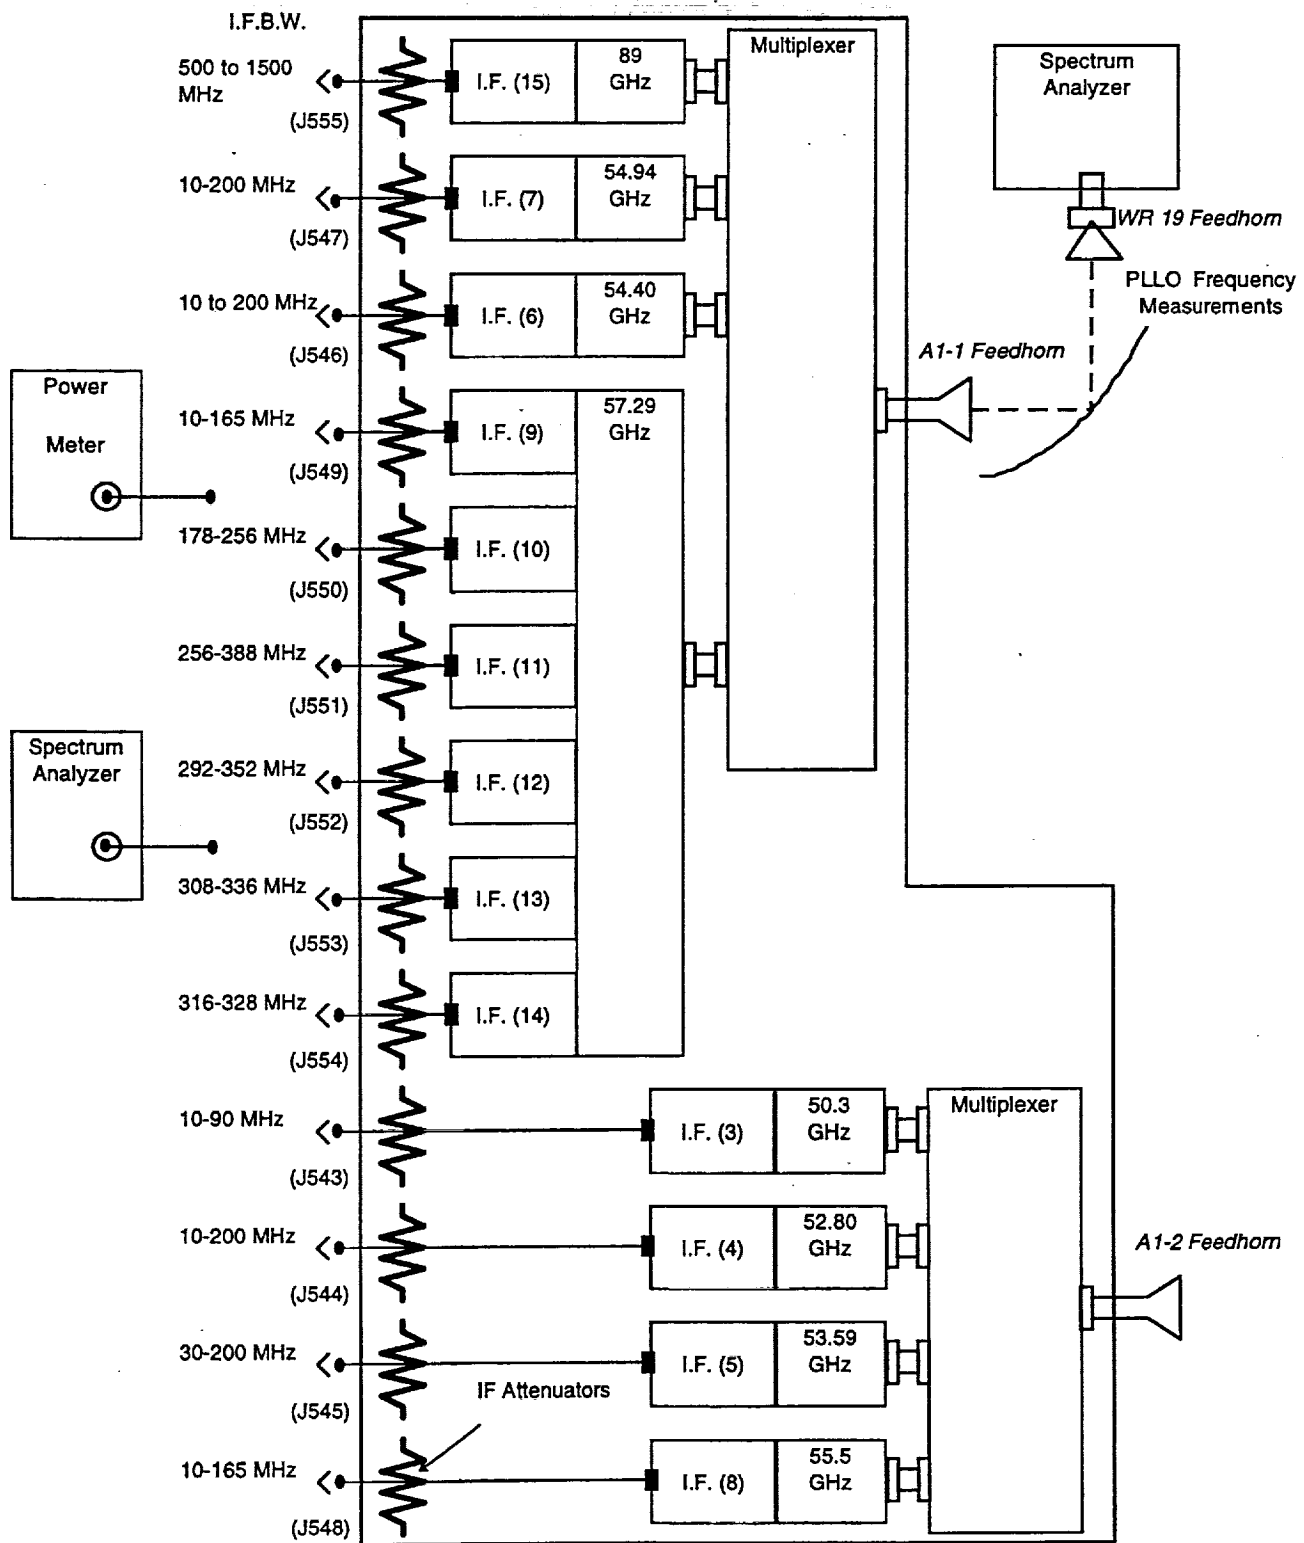 I.F.B.W.
500 to 1500
MHz
(J555)
I.F. (15)
89
GHz
Multiplexer
Spectrum
Analyzer
10-200 MHz
(J547)
I.F. (7)
54.94
GHz
WR 19 Feedhorn
PLLO Frequency
Measurements
10 to 200 MHz
(J546)
I.F. (6)
54.40
GHz
A1-1 Feedhorn
Power
Meter
10-165 MHz
(J549)
I.F. (9)
57.29
GHz
178-256 MHz
(J550)
I.F. (10)
256-388 MHz
(J551)
I.F. (11)
Spectrum
Analyzer
292-352 MHz
(J552)
I.F. (12)
308-336 MHz
(J553)
I.F. (13)
316-328 MHz
(J554)
I.F. (14)
10-90 MHz
(J543)
I.F. (3)
50.3
GHz
Multiplexer
10-200 MHz
(J544)
I.F. (4)
52.80
GHz
A1-2 Feedhorn
30-200 MHz
(J545)
I.F. (5)
53.59
GHz
IF Attenuators
10-165 MHz
(J548)
I.F. (8)
55.5
GHz